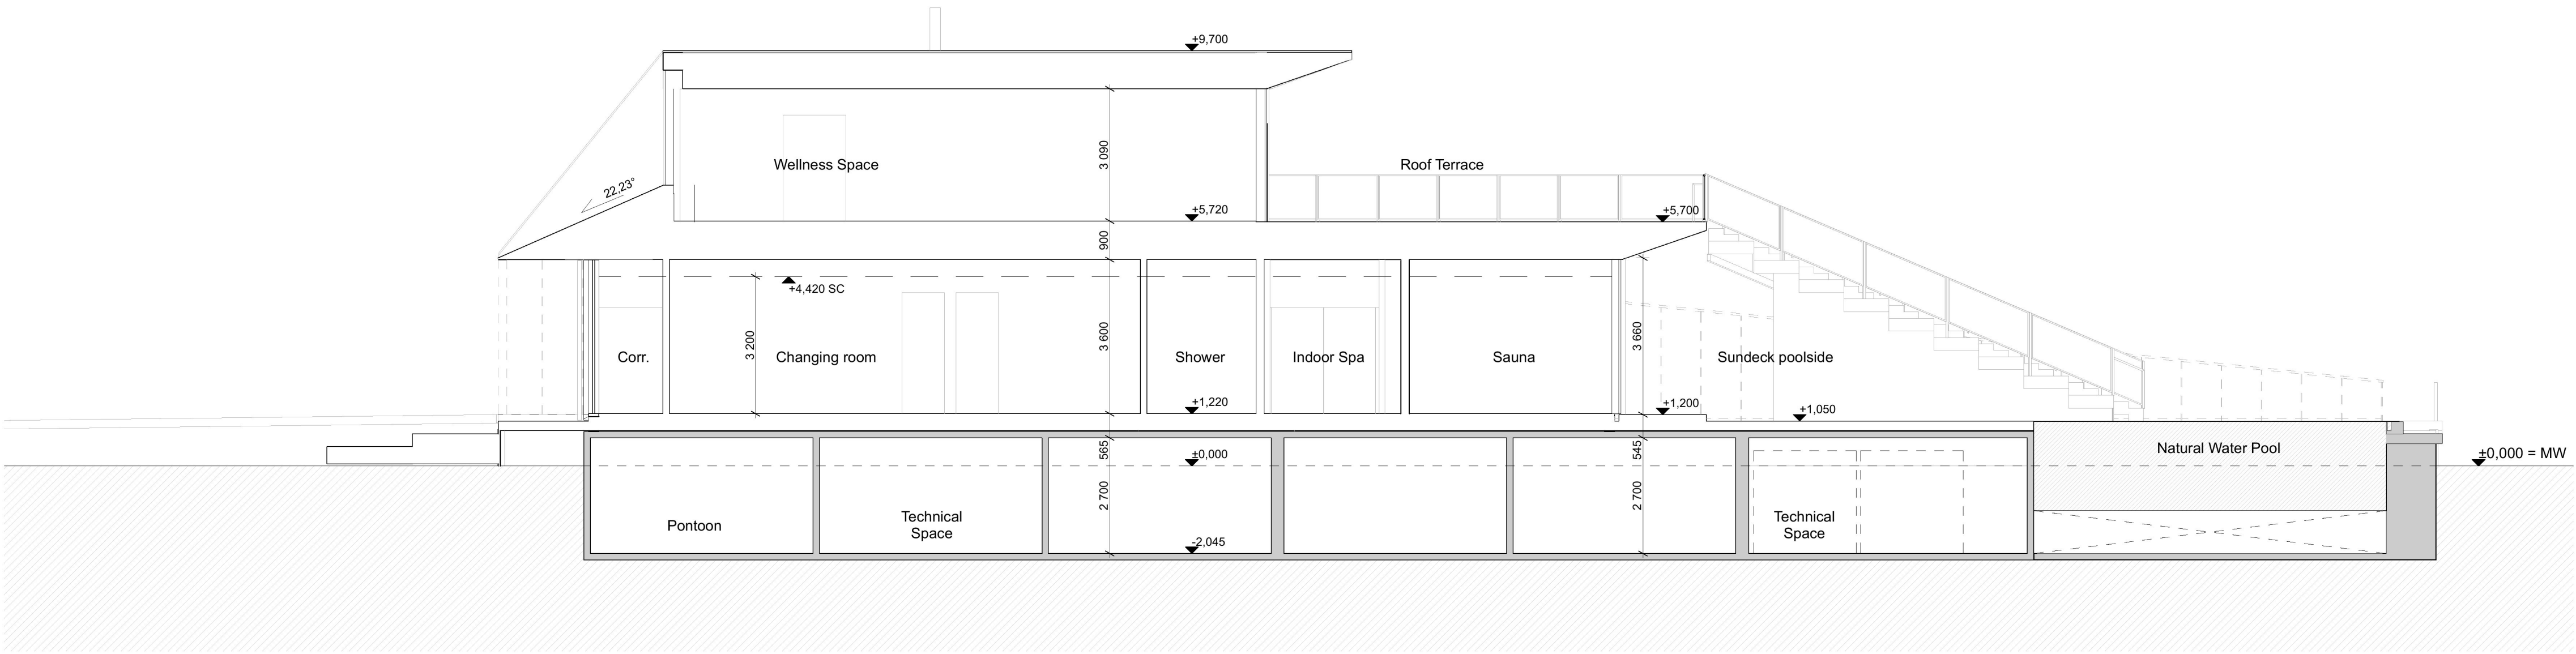 +9,700
3 090
Wellness Space
Roof Terrace
22,23°
+5,720
+5,700
900
+4,420 SC
3 200
3 600
3 660
Corr.
Changing room
Shower
Indoor Spa
Sauna
Sundeck poolside
+1,220
+1,200
+1,050
565
545
±0,000
Natural Water Pool
±0,000 = MW
2 700
2 700
Pontoon
Technical
Space
Technical
Space
-2,045